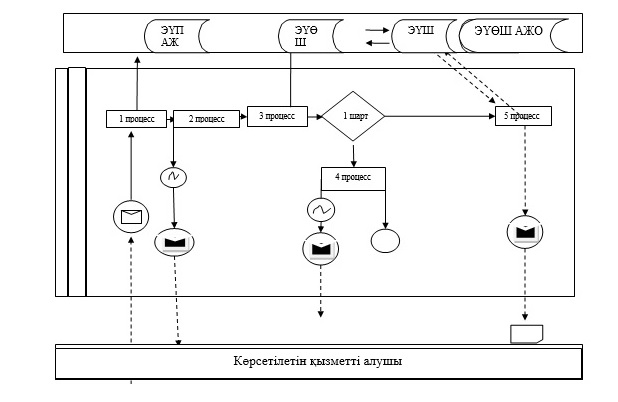 ЭҮП
АЖ
ЭҮӨ
Ш
ЭҮШ
ЭҮӨШ АЖО
1 процесс
2 процесс
3 процесс
1 шарт
5 процесс
4 процесс
Көрсетілетін қызметті алушы